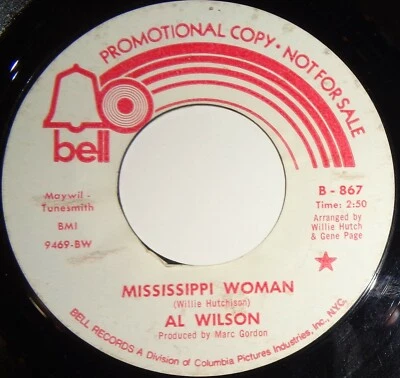 PROMOTIONAL COPY • NOT FOR SALE
bell
Maywil -
Tunesmith
BMI
9469-BW
B - 867
Time: 2:50
Arranged by
Willie Hutch
& Gene Page
MISSISSIPPI WOMAN
(Willie Hutchison)
AL WILSON
Produced by Marc Gordon
BELL RECORDS A Division of Columbia Pictures Industries, Inc., N.Y.C.